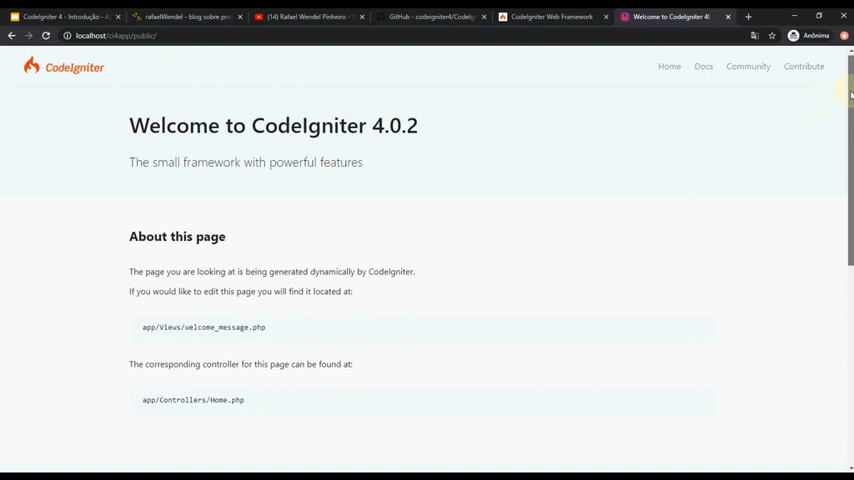 CodeIgniter 4 - Introdução - A
rafaelWendel - blog sobre pro
(14) Rafael Wendel Pinheiro -
GitHub - codeigniter4/CodeIg
CodeIgniter Web Framework
Welcome to CodeIgniter 4!
localhost/ci4app/public/
Anônima
CodeIgniter
Home
Docs
Community
Contribute
Welcome to CodeIgniter 4.0.2
The small framework with powerful features
About this page
The page you are looking at is being generated dynamically by CodeIgniter.
If you would like to edit this page you will find it located at:
app/Views/welcome_message.php
The corresponding controller for this page can be found at:
app/Controllers/Home.php